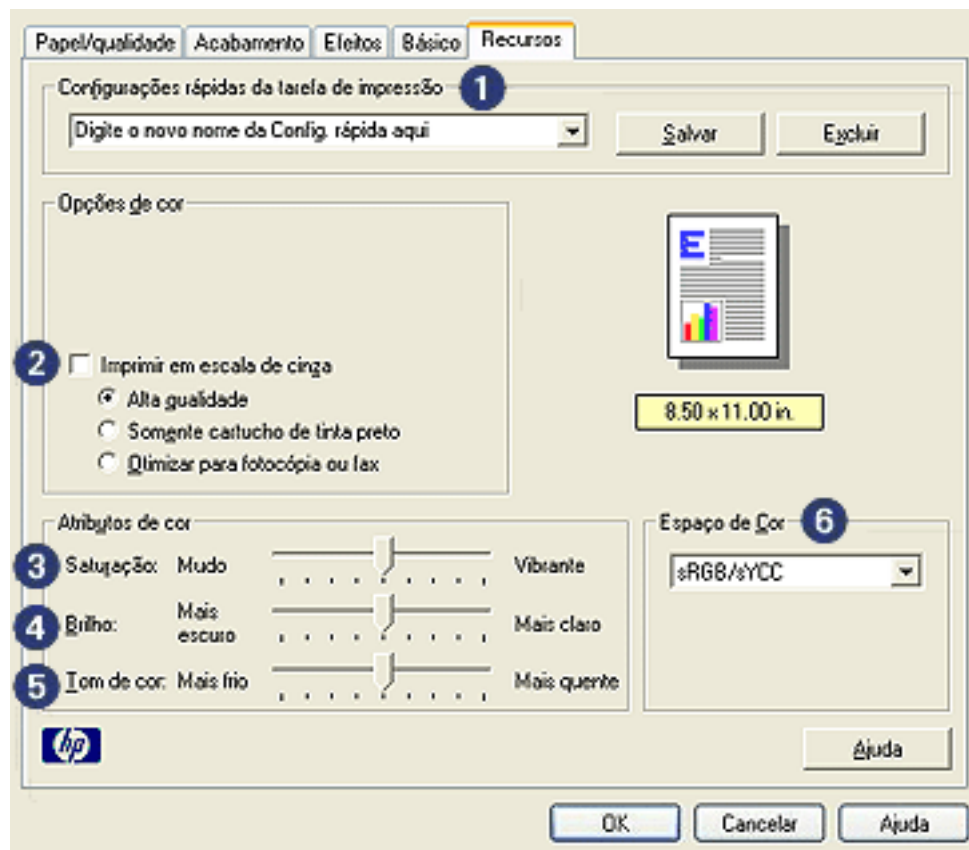 Papel/qualidade Acabamento Efeitos Básico Recursos
Configurações rápidas da tarefa de impressão 1
Digite o novo nome da Config. rápida aqui Salvar Excluir
Opções de cor
2 Imprimir em escala de cinza
Alta qualidade
Somente cartucho de tinta preto
Otimizar para fotocópia ou fax
8.50 x 11.00 in.
Atributos de cor
3 Saturação: Mudo Vibrante
4 Brilho: Mais escuro Mais claro
5 Tom de cor: Mais frio Mais quente
Espaço de Cor 6
sRGB/sYCC
hp
Ajuda
OK Cancelar Ajuda